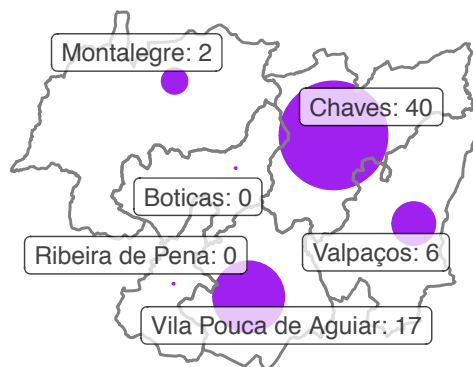 Montalegre: 2
Chaves: 40
Boticas: 0
Ribeira de Pena: 0
Valpaços: 6
Vila Pouca de Aguiar: 17